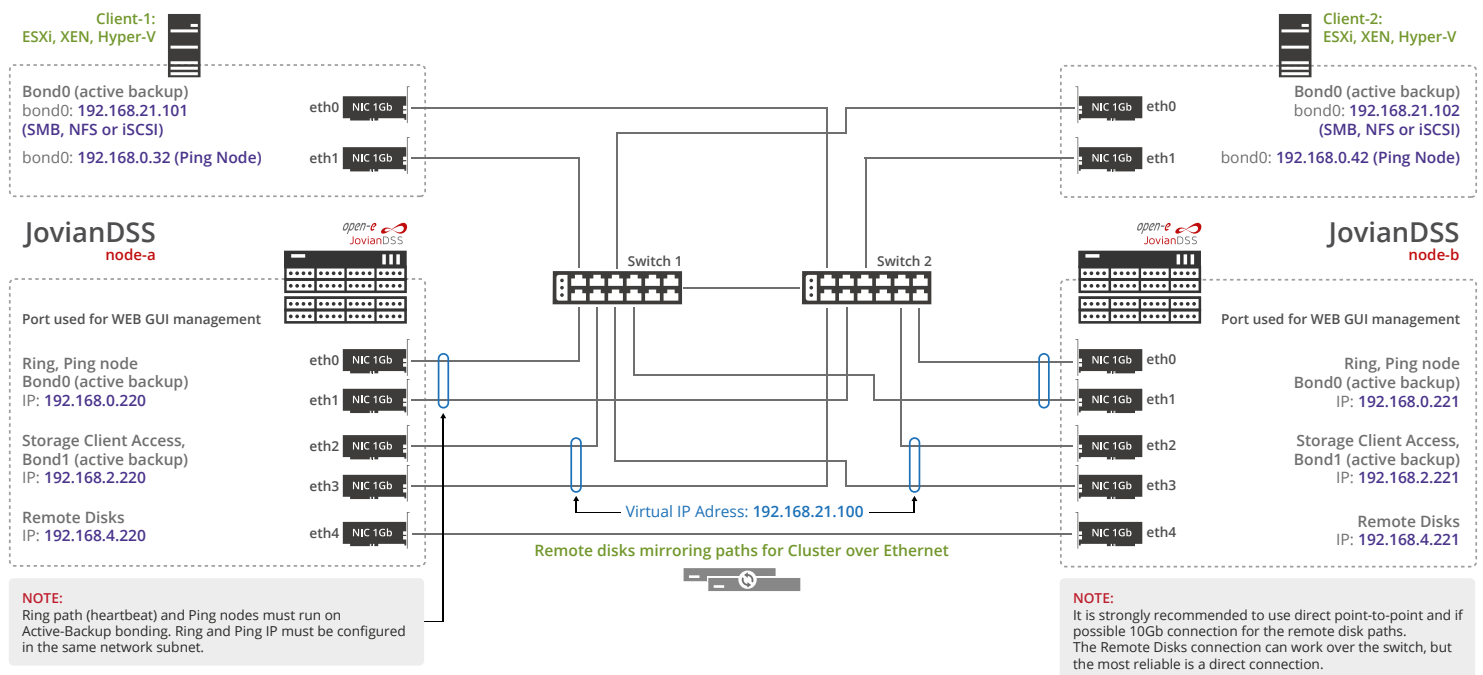 Client-1:
ESXi, XEN, Hyper-V
Bond0 (active backup)
bond0: 192.168.21.101
(SMB, NFS or iSCSI)
bond0: 192.168.0.32 (Ping Node)
eth0
NIC 1Gb
eth1
NIC 1Gb
Client-2:
ESXi, XEN, Hyper-V
NIC 1Gb
eth0
NIC 1Gb
eth1
Bond0 (active backup)
bond0: 192.168.21.102
(SMB, NFS or iSCSI)
bond0: 192.168.0.42 (Ping Node)
Switch 1
Switch 2
JovianDSS
node-a
open-e
JovianDSS
Port used for WEB GUI management
Ring, Ping node
Bond0 (active backup)
IP: 192.168.0.220
eth0
NIC 1Gb
eth1
NIC 1Gb
Storage Client Access,
Bond1 (active backup)
IP: 192.168.2.220
eth2
NIC 1Gb
eth3
NIC 1Gb
Remote Disks
IP: 192.168.4.220
eth4
NIC 1Gb
Virtual IP Adress: 192.168.21.100
Remote disks mirroring paths for Cluster over Ethernet
open-e
JovianDSS
JovianDSS
node-b
Port used for WEB GUI management
NIC 1Gb
eth0
NIC 1Gb
eth1
Ring, Ping node
Bond0 (active backup)
IP: 192.168.0.221
NIC 1Gb
eth2
NIC 1Gb
eth3
Storage Client Access,
Bond1 (active backup)
IP: 192.168.2.221
NIC 1Gb
eth4
Remote Disks
IP: 192.168.4.221
NOTE:
Ring path (heartbeat) and Ping nodes must run on
Active-Backup bonding. Ring and Ping IP must be configured
in the same network subnet.
NOTE:
It is strongly recommended to use direct point-to-point and if
possible 10Gb connection for the remote disk paths.
The Remote Disks connection can work over the switch, but
the most reliable is a direct connection.